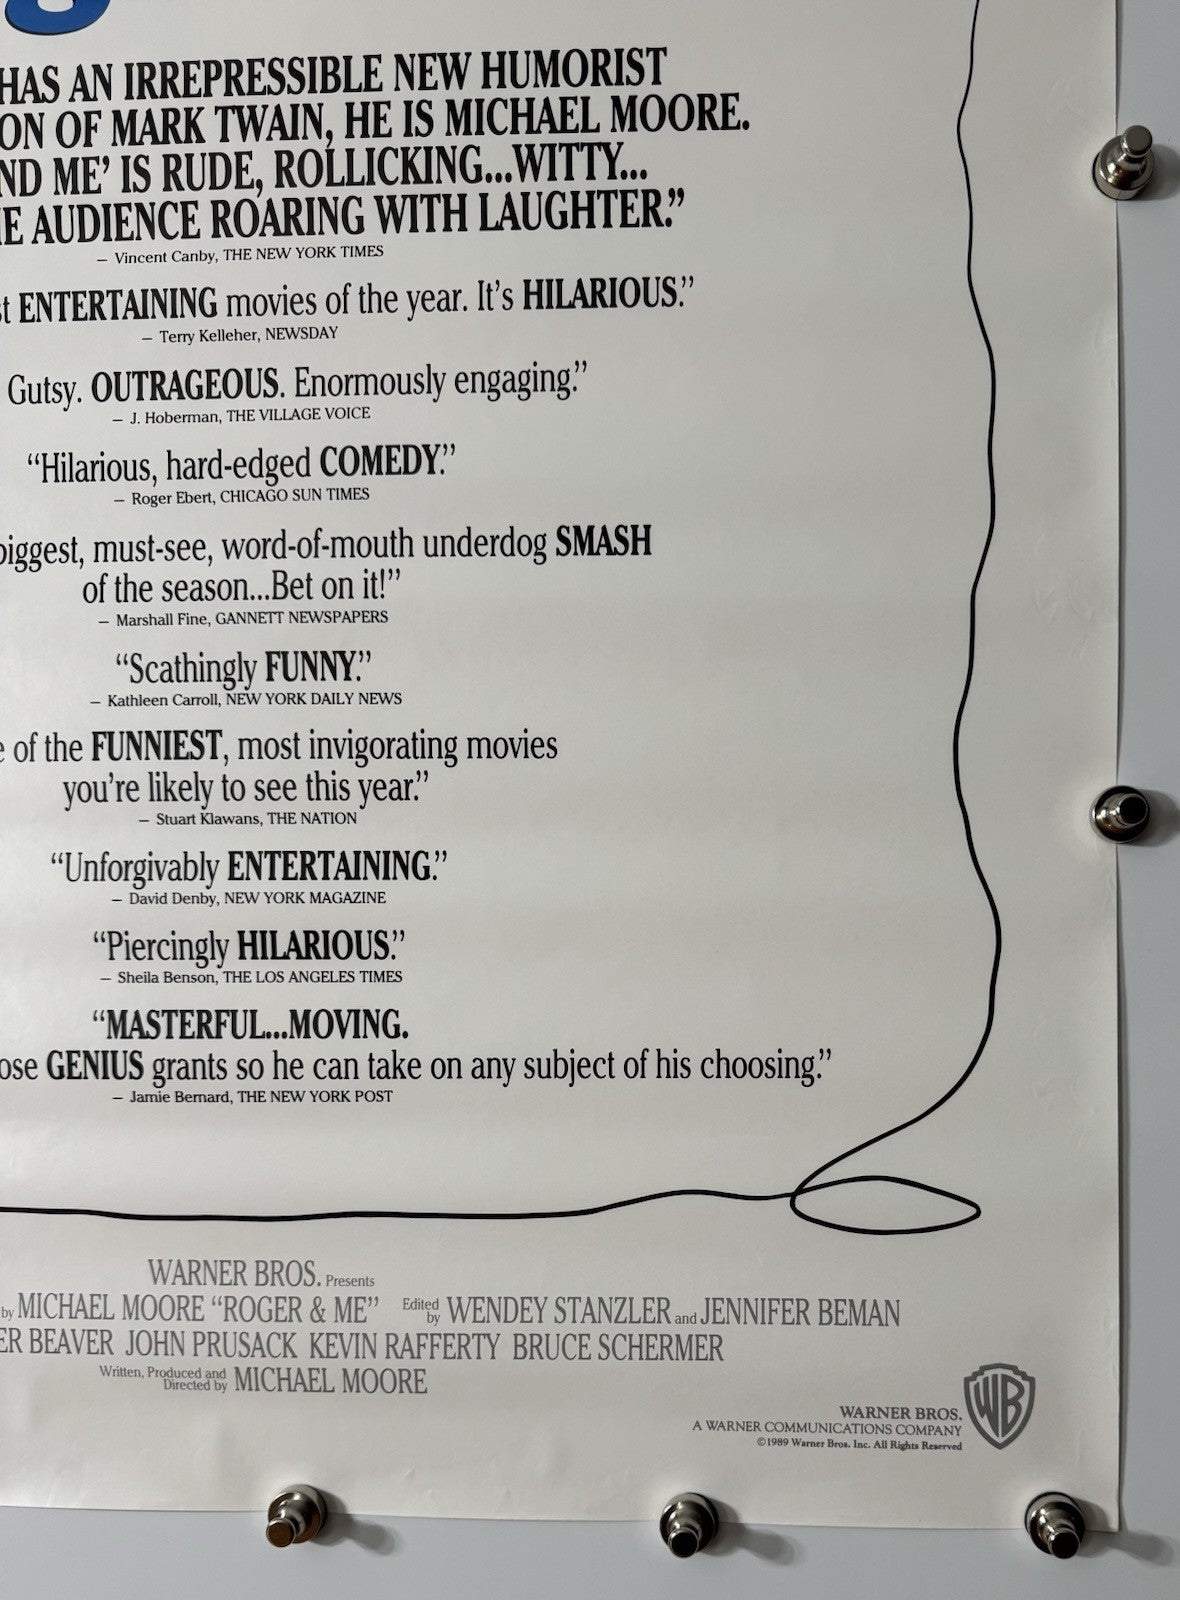 HAS AN IRREPRESSIBLE NEW HUMORIST
ON OF MARK TWAIN, HE IS MICHAEL MOORE.
ND ME’ IS RUDE, ROLLICKING...WITTY...
E AUDIENCE ROARING WITH LAUGHTER.”
– Vincent Canby, THE NEW YORK TIMES
t ENTERTAINING movies of the year. It’s HILARIOUS.”
– Terry Kelleher, NEWSDAY
Gutsy. OUTRAGEOUS. Enormously engaging.”
– J. Hoberman, THE VILLAGE VOICE
“Hilarious, hard-edged COMEDY.”
– Roger Ebert, CHICAGO SUN TIMES
biggest, must-see, word-of-mouth underdog SMASH
of the season...Bet on it!”
– Marshall Fine, GANNETT NEWSPAPERS
“Scathingly FUNNY.”
– Kathleen Carroll, NEW YORK DAILY NEWS
e of the FUNNIEST, most invigorating movies
you’re likely to see this year.”
– Stuart Klawans, THE NATION
“Unforgivably ENTERTAINING.”
– David Denby, NEW YORK MAGAZINE
“Piercingly HILARIOUS.”
– Sheila Benson, THE LOS ANGELES TIMES
“MASTERFUL...MOVING.
ose GENIUS grants so he can take on any subject of his choosing.”
– Jamie Bernard, THE NEW YORK POST
WARNER BROS. Presents
by MICHAEL MOORE “ROGER & ME” Edited by WENDEY STANZLER and JENNIFER BEMAN
ER BEAVER JOHN PRUSACK KEVIN RAFFERTY BRUCE SCHERMER
Written, Produced and Directed by MICHAEL MOORE
WB
WARNER BROS.
A WARNER COMMUNICATIONS COMPANY
©1989 Warner Bros. Inc. All Rights Reserved